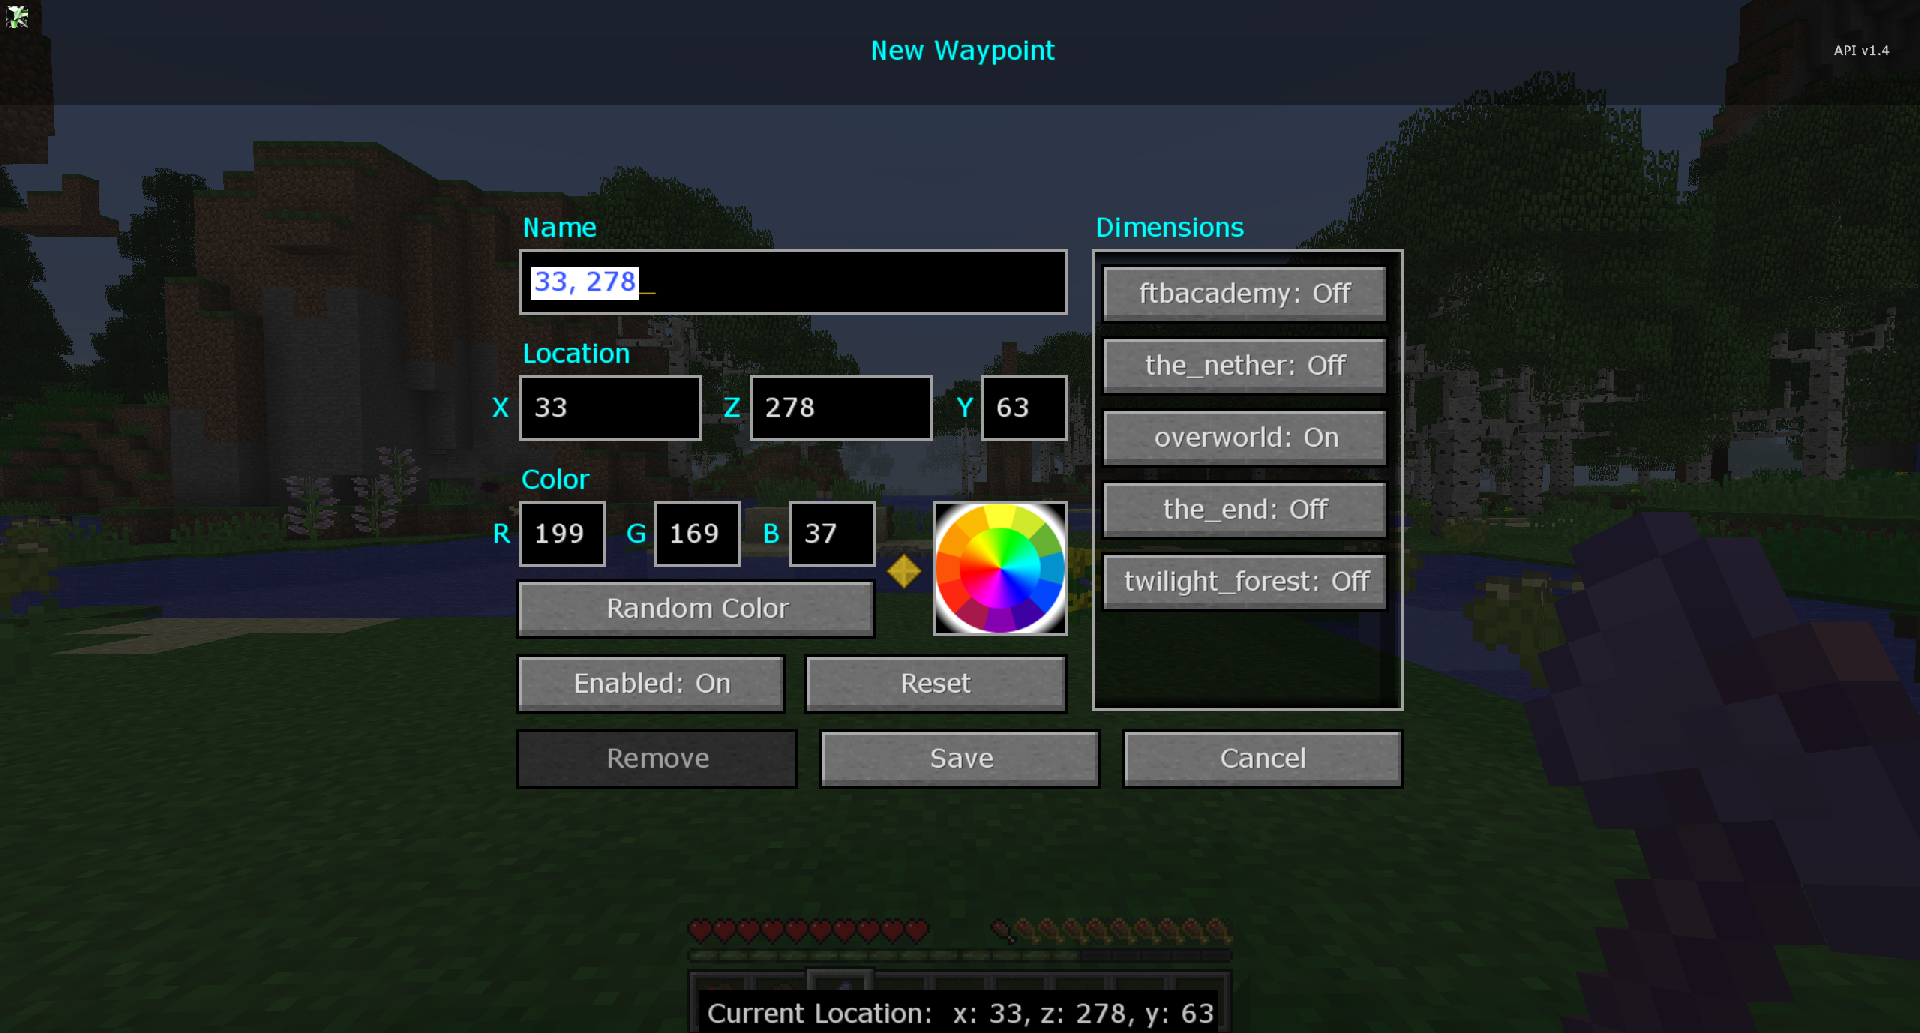 New Waypoint
API v1.4
Name
33, 278_
Location
X 33 Z 278 Y 63
Color
R 199 G 169 B 37
Random Color
Enabled: On
Reset
Remove
Save
Cancel
Dimensions
ftbacademy: Off
the_nether: Off
overworld: On
the_end: Off
twilight_forest: Off
Current Location: x: 33, z: 278, y: 63